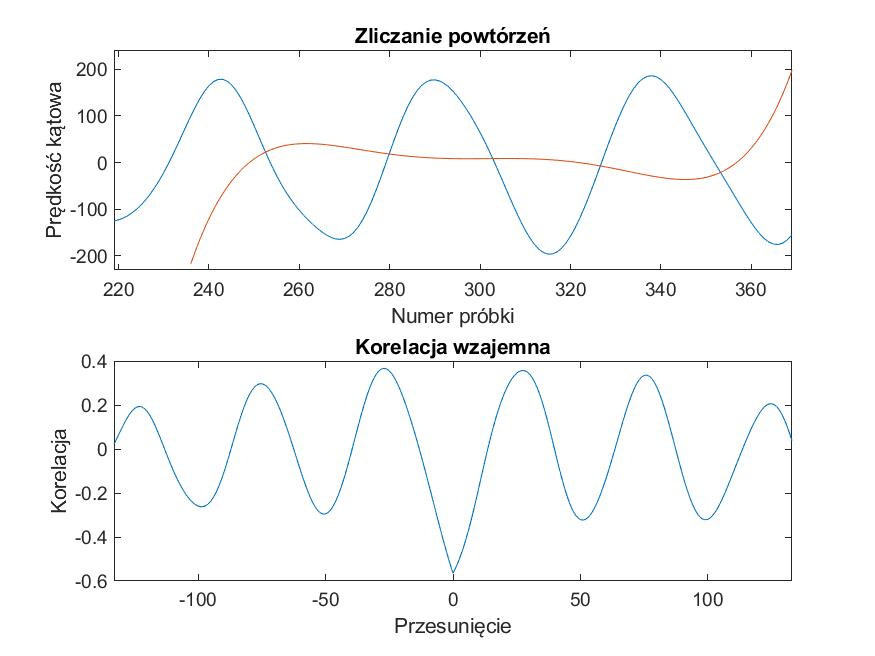 Zliczanie powtórzeń
200
100
0
-100
-200
Prędkość kątowa
220 240 260 280 300 320 340 360
Numer próbki
Korelacja wzajemna
0.4
0.2
0
-0.2
-0.4
-0.6
Korelacja
-100 -50 0 50 100
Przesunięcie